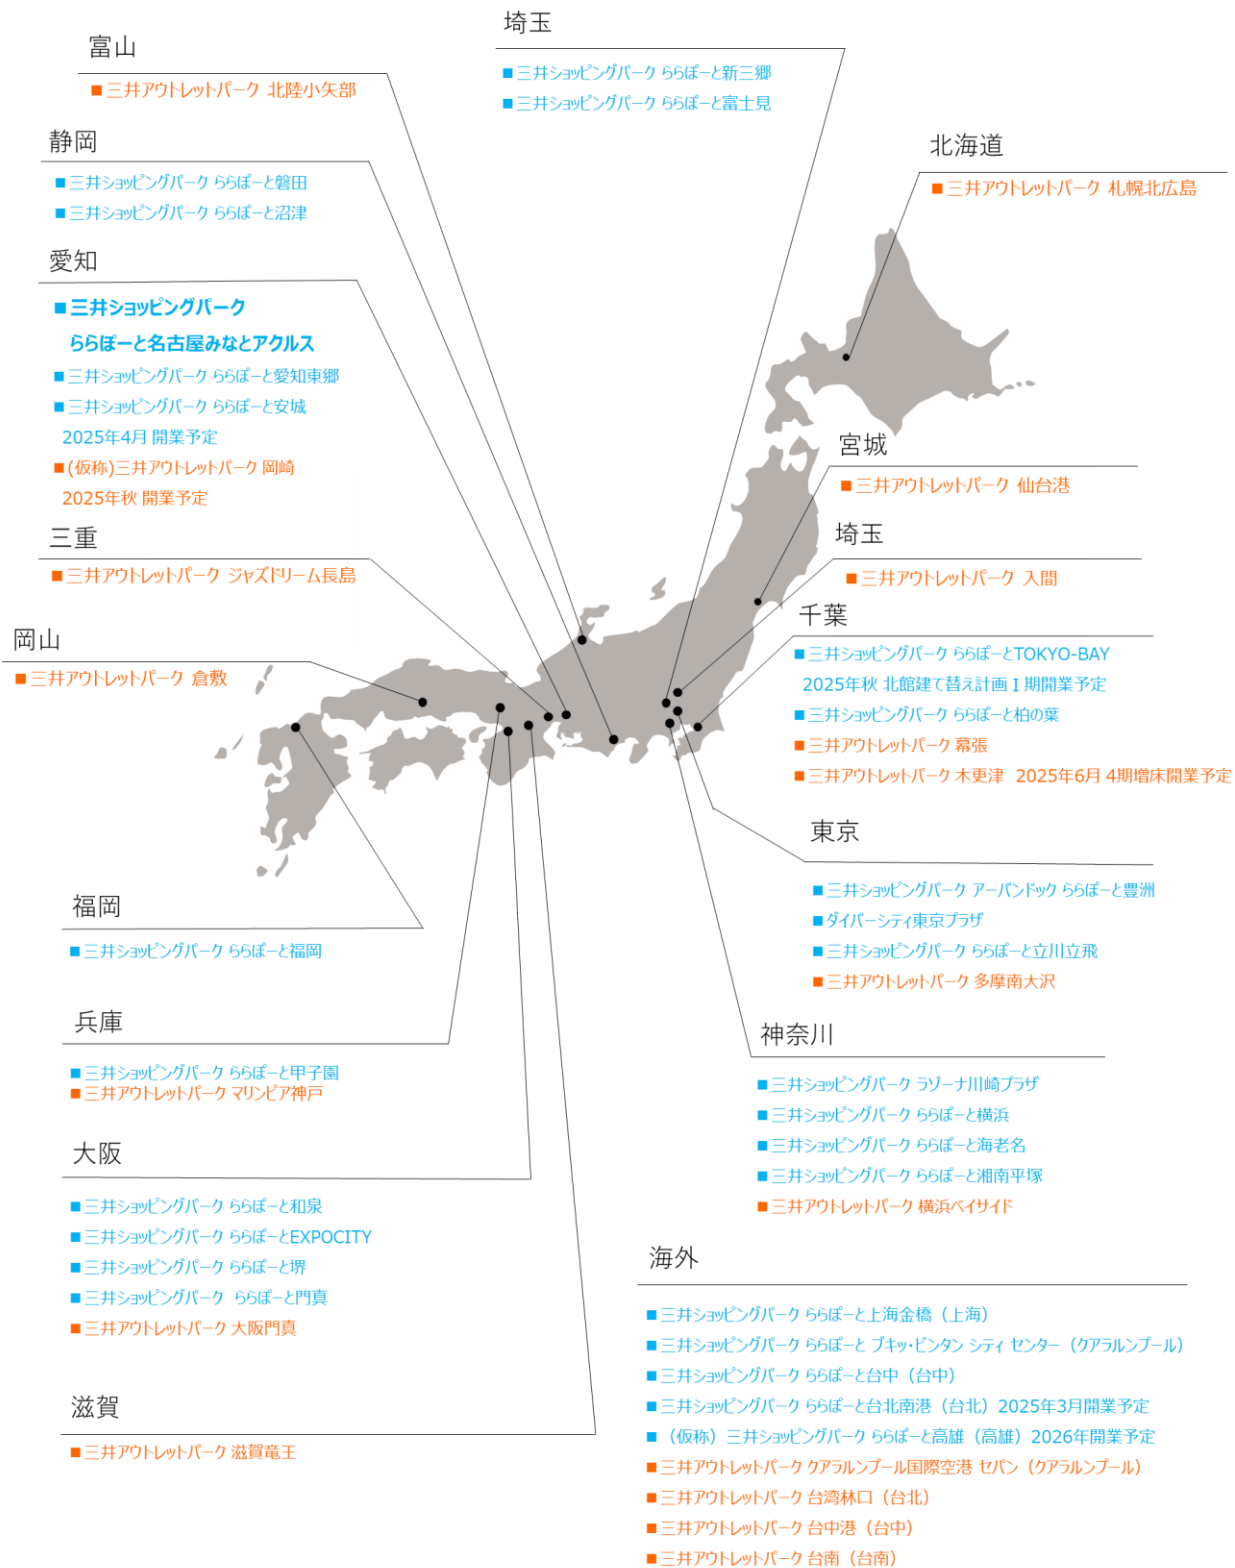 富山
■三井アウトレットパーク 北陸小矢部
静岡
■三井ショッピングパーク ららぽーと磐田
■三井ショッピングパーク ららぽーと沼津
愛知
■三井ショッピングパーク
ららぽーと名古屋みなとアクルス
■三井ショッピングパーク ららぽーと愛知東郷
■三井ショッピングパーク ららぽーと安城
2025年4月 開業予定
■(仮称)三井アウトレットパーク 岡崎
2025年秋 開業予定
三重
■三井アウトレットパーク ジャズドリーム長島
岡山
■三井アウトレットパーク 倉敷
福岡
■三井ショッピングパーク ららぽーと福岡
兵庫
■三井ショッピングパーク ららぽーと甲子園
■三井アウトレットパーク マリンピア神戸
大阪
■三井ショッピングパーク ららぽーと和泉
■三井ショッピングパーク ららぽーとEXPOCITY
■三井ショッピングパーク ららぽーと堺
■三井ショッピングパーク ららぽーと門真
■三井アウトレットパーク 大阪門真
滋賀
■三井アウトレットパーク 滋賀竜王
埼玉
■三井ショッピングパーク ららぽーと新三郷
■三井ショッピングパーク ららぽーと富士見
北海道
■三井アウトレットパーク 札幌北広島
宮城
■三井アウトレットパーク 仙台港
埼玉
■三井アウトレットパーク 入間
千葉
■三井ショッピングパーク ららぽーとTOKYO-BAY
2025年秋 北館建て替え計画Ⅰ期開業予定
■三井ショッピングパーク ららぽーと柏の葉
■三井アウトレットパーク 幕張
■三井アウトレットパーク 木更津 2025年6月 4期増床開業予定
東京
■三井ショッピングパーク アーバンドック ららぽーと豊洲
■ダイバーシティ東京プラザ
■三井ショッピングパーク ららぽーと立川立飛
■三井アウトレットパーク 多摩南大沢
神奈川
■三井ショッピングパーク ラゾーナ川崎プラザ
■三井ショッピングパーク ららぽーと横浜
■三井ショッピングパーク ららぽーと海老名
■三井ショッピングパーク ららぽーと湘南平塚
■三井アウトレットパーク 横浜ベイサイド
海外
■三井ショッピングパーク ららぽーと上海金橋（上海）
■三井ショッピングパーク ららぽーと ブキッ・ビンタン シティ センター（クアラルンプール）
■三井ショッピングパーク ららぽーと台中（台中）
■三井ショッピングパーク ららぽーと台北南港（台北）2025年3月開業予定
■（仮称）三井ショッピングパーク ららぽーと高雄（高雄）2026年開業予定
■三井アウトレットパーク クアラルンプール国際空港 セパン（クアラルンプール）
■三井アウトレットパーク 台湾林口（台北）
■三井アウトレットパーク 台中港（台中）
■三井アウトレットパーク 台南（台南）